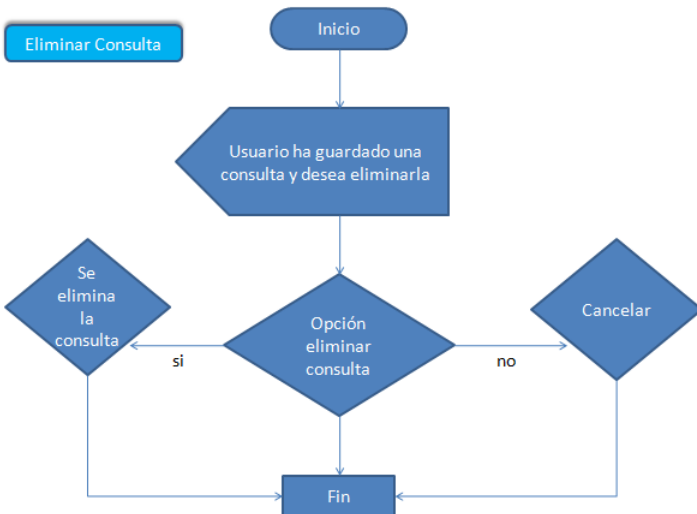 Eliminar Consulta
Inicio
Usuario ha guardado una
consulta y desea eliminarla
Se
elimina
la
consulta
Opción
eliminar
consulta
Cancelar
si
no
Fin